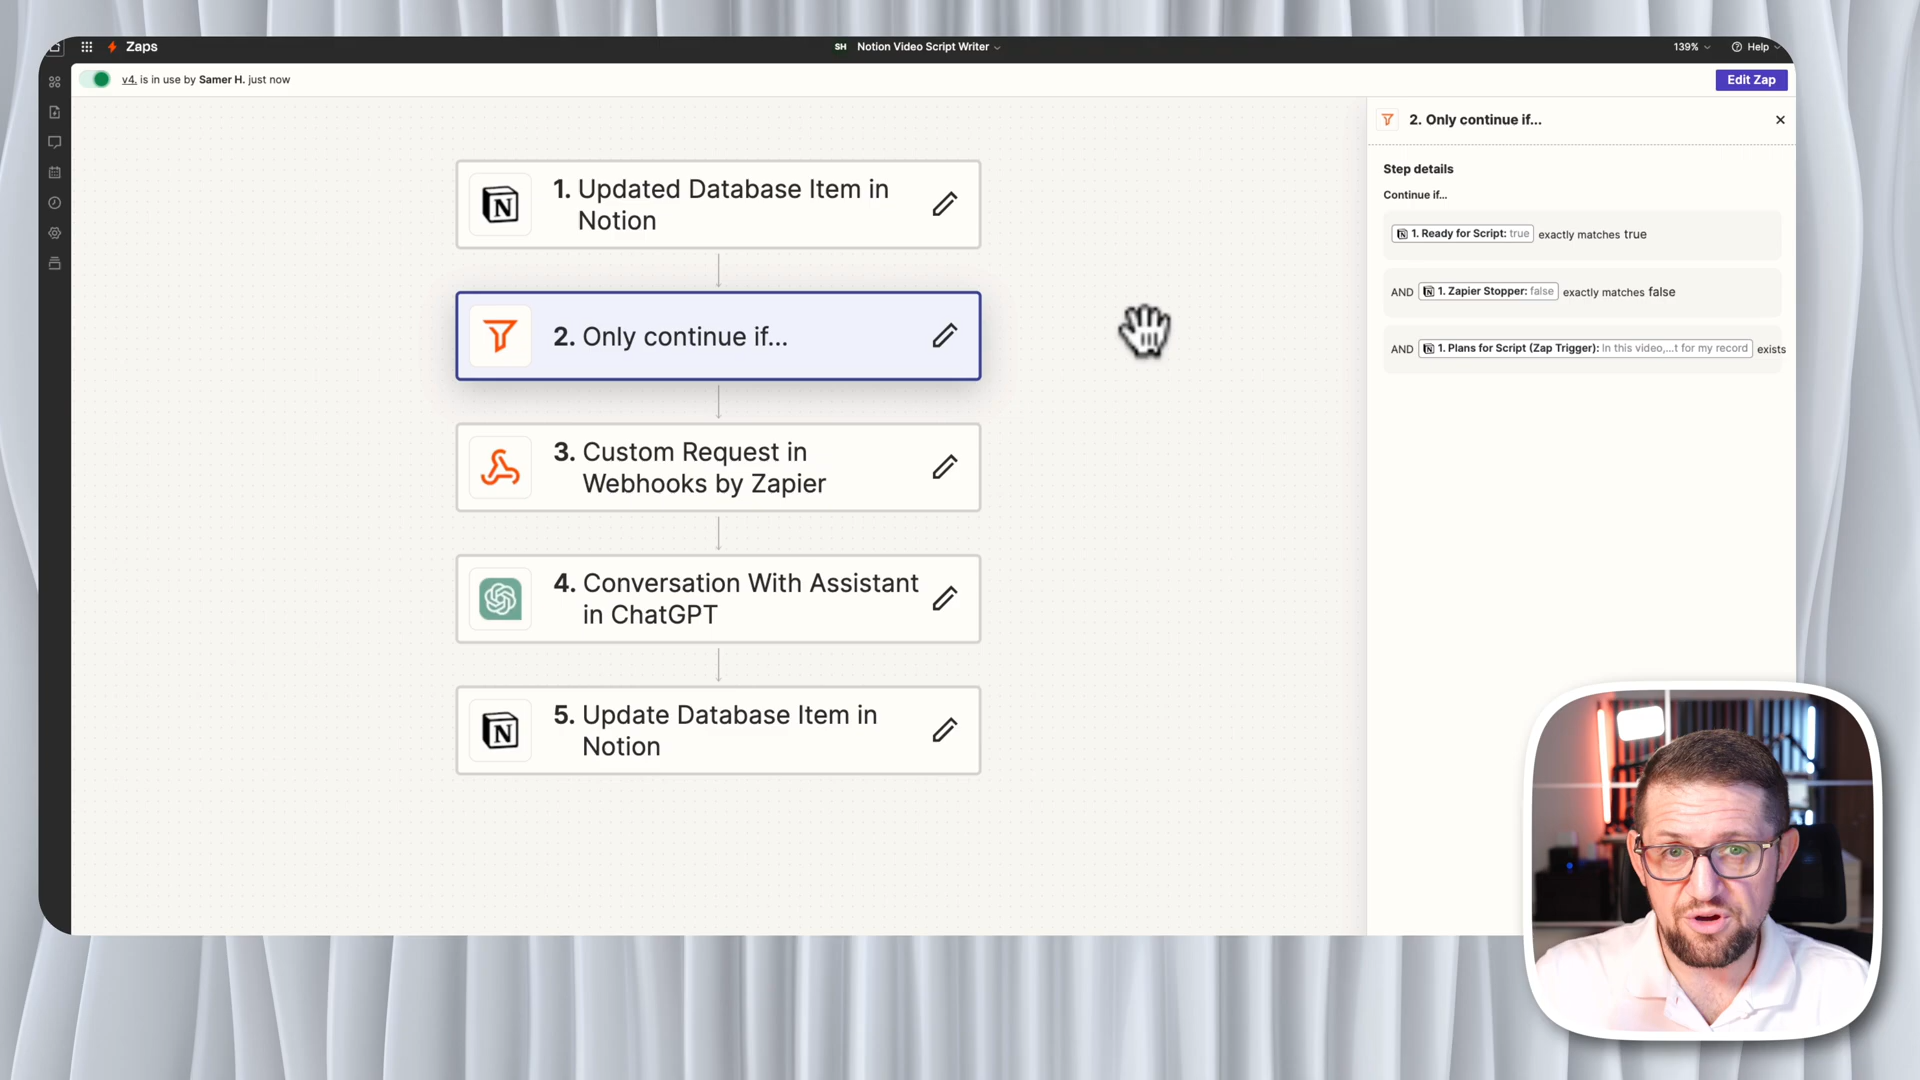 Zaps
SH Notion Video Script Writer
139%
Help
v4. is in use by Samer H. just now
Edit Zap
1. Updated Database Item in
Notion
2. Only continue if...
3. Custom Request in
Webhooks by Zapier
4. Conversation With Assistant
in ChatGPT
5. Update Database Item in
Notion
2. Only continue if...
Step details
Continue if...
1. Ready for Script: true exactly matches true
AND 1. Zapier Stopper: false exactly matches false
AND 1. Plans for Script (Zap Trigger): In this video,...t for my record exists